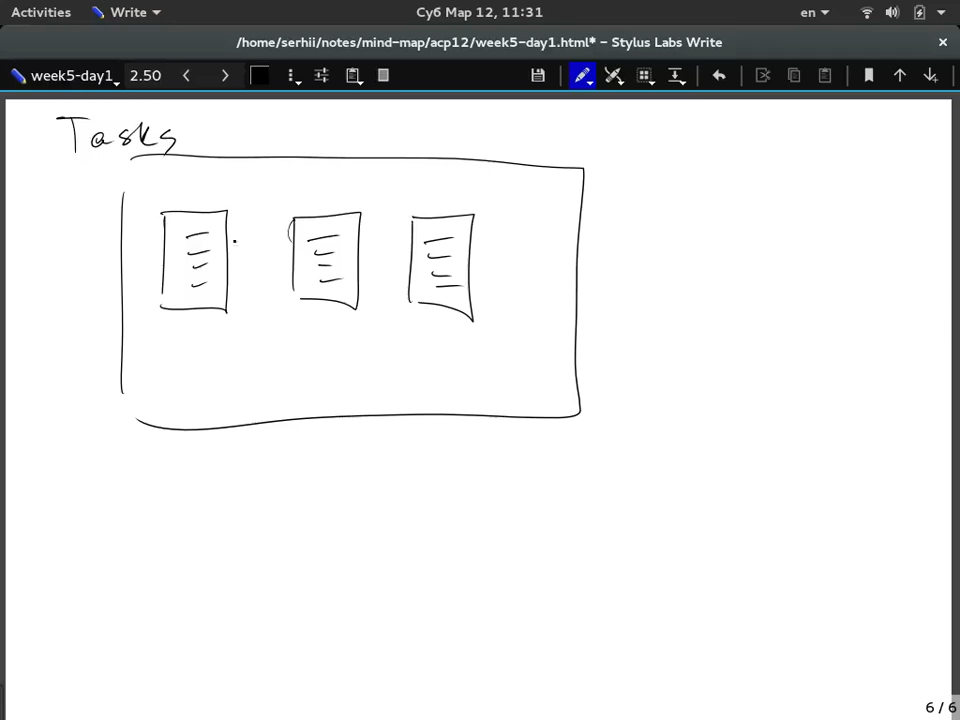 Activities Write Суб Мар 12, 11:31 en
/home/serhii/notes/mind-map/acp12/week5-day1.html* – Stylus Labs Write
week5-day1 2.50
Tasks
6 / 6